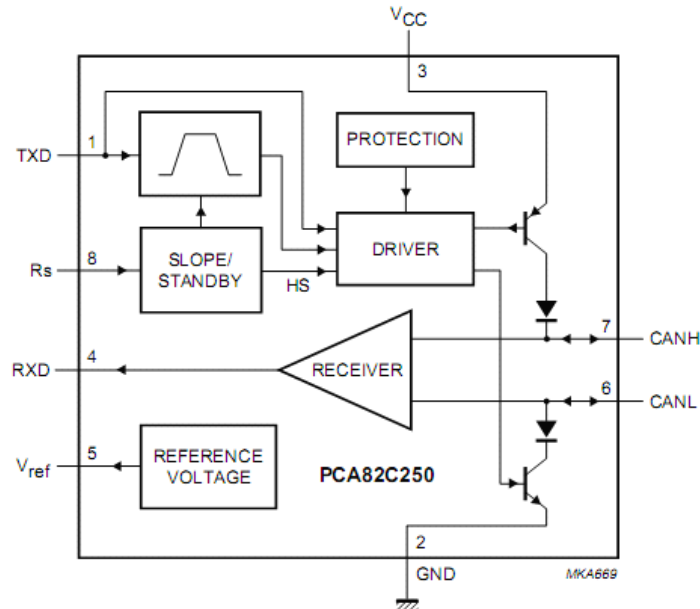 VCC
3
PROTECTION
1
TXD
DRIVER
8
Rs
SLOPE/
STANDBY
HS
7
CANH
4
RXD
RECEIVER
6
CANL
5
Vref
REFERENCE
VOLTAGE
PCA82C250
2
GND
MKA669